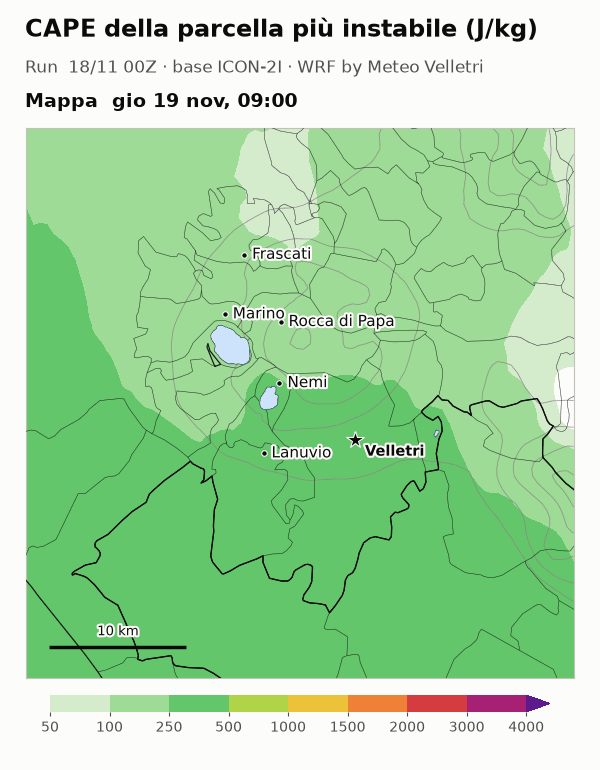 CAPE della parcella più instabile (J/kg)
Run  18/11 00Z · base ICON-2I · WRF by Meteo Velletri
Mappa  gio 19 nov, 09:00
Frascati
Marino
Rocca di Papa
Nemi
Velletri
Lanuvio
10 km
50 100 250 500 1000 1500 2000 3000 4000